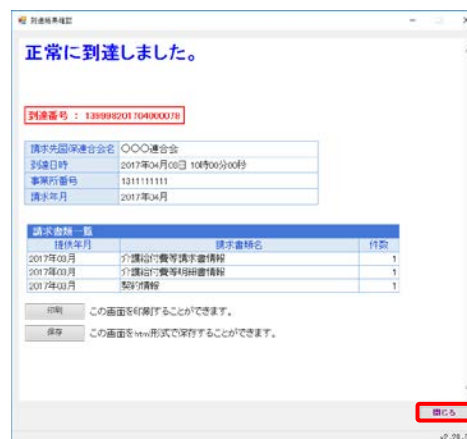 到達結果確認
正常に到達しました。
到達番号 : 139998201704000078
請求先国保連合会名 〇〇〇連合会
到達日時 2017年04月08日 10時00分00秒
事業所番号 1311111111
請求年月 2017年04月
請求書類一覧
提供年月 請求書類名 件数
2017年03月 介護給付費等請求書情報 1
2017年03月 介護給付費等明細書情報 1
2017年03月 契約情報 1
印刷 この画面を印刷することができます。
保存 この画面をhtml形式で保存することができます。
閉じる